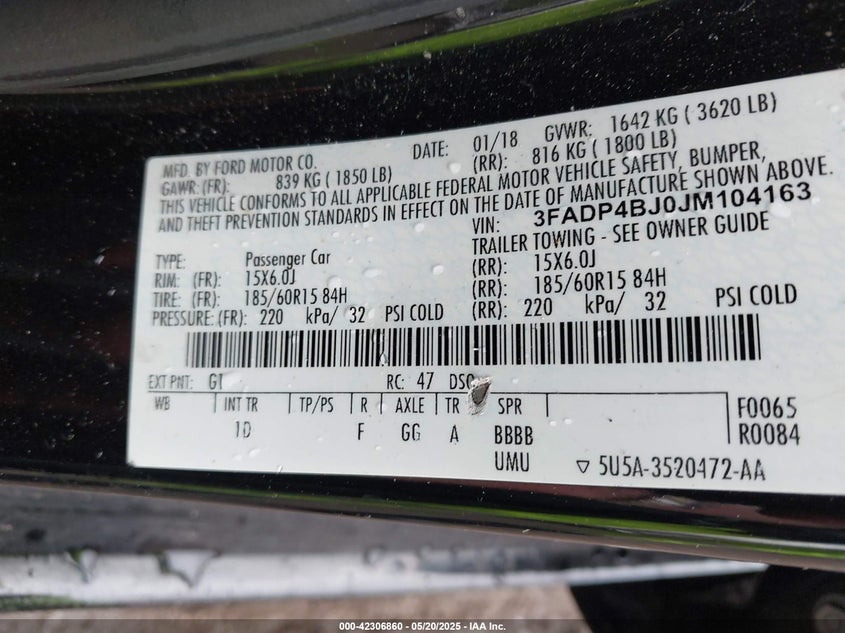 MFD. BY FORD MOTOR CO. DATE: 01/18 GVWR: 1642 KG ( 3620 LB)
GAWR: (FR): 839 KG ( 1850 LB) (RR): 816 KG ( 1800 LB)
THIS VEHICLE CONFORMS TO ALL APPLICABLE FEDERAL MOTOR VEHICLE SAFETY, BUMPER,
AND THEFT PREVENTION STANDARDS IN EFFECT ON THE DATE OF MANUFACTURE SHOWN ABOVE.
VIN: 3FADP4BJ0JM104163
TRAILER TOWING - SEE OWNER GUIDE
TYPE: Passenger Car
RIM: (FR): 15X6.0J (RR): 15X6.0J
TIRE: (FR): 185/60R15 84H (RR): 185/60R15 84H
PRESSURE: (FR): 220 kPa/ 32 PSI COLD (RR): 220 kPa/ 32 PSI COLD
EXT PNT: G1 RC: 47 DSO:
WB INT TR TP/PS R AXLE TR SPR F0065
1D F GG A BBBB R0084
UMU ▽ 5U5A-3520472-AA
000-42306860 - 05/20/2025 - IAA Inc.